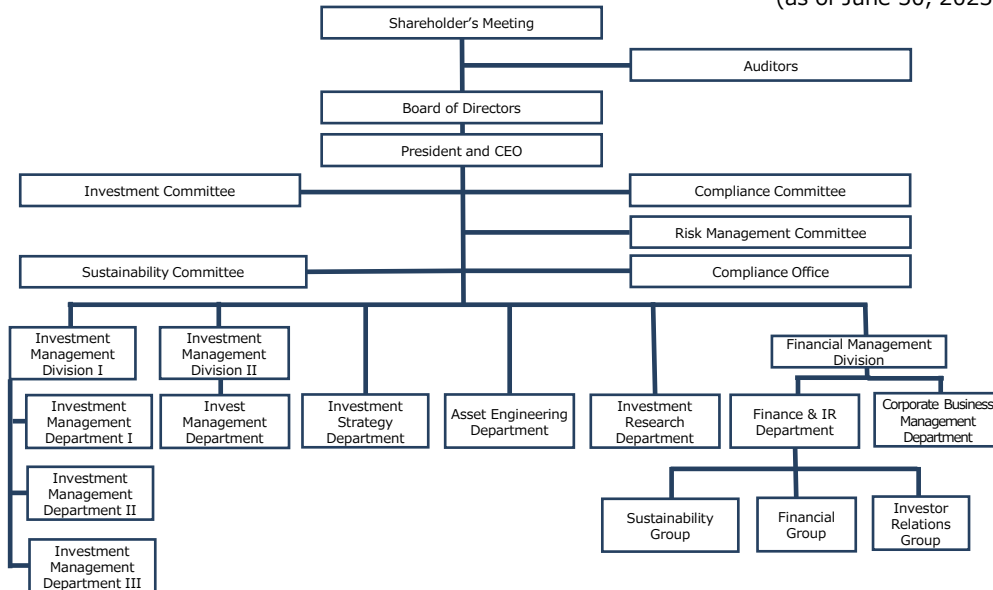 (as of June 30, 2025
Shareholder's Meeting
Auditors
Board of Directors
President and CEO
Investment Committee
Compliance Committee
Risk Management Committee
Sustainability Committee
Compliance Office
Investment
Management
Division I
Investment
Management
Division II
Financial Management
Division
Investment
Management
Department I
Invest
Management
Department
Investment
Strategy
Department
Asset Engineering
Department
Investment
Research
Department
Finance & IR
Department
Corporate Business
Management
Department
Investment
Management
Department II
Sustainability
Group
Financial
Group
Investor
Relations
Group
Investment
Management
Department III